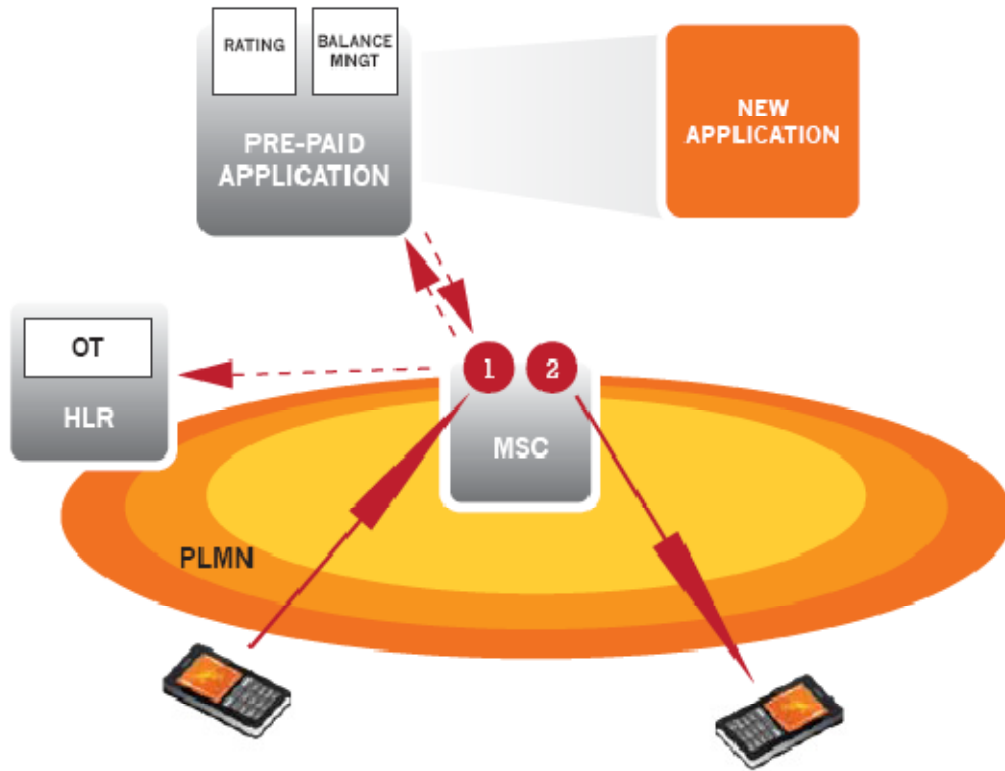 RATING
BALANCE
MNGT
PRE-PAID
APPLICATION
NEW
APPLICATION
OT
HLR
1
2
MSC
PLMN